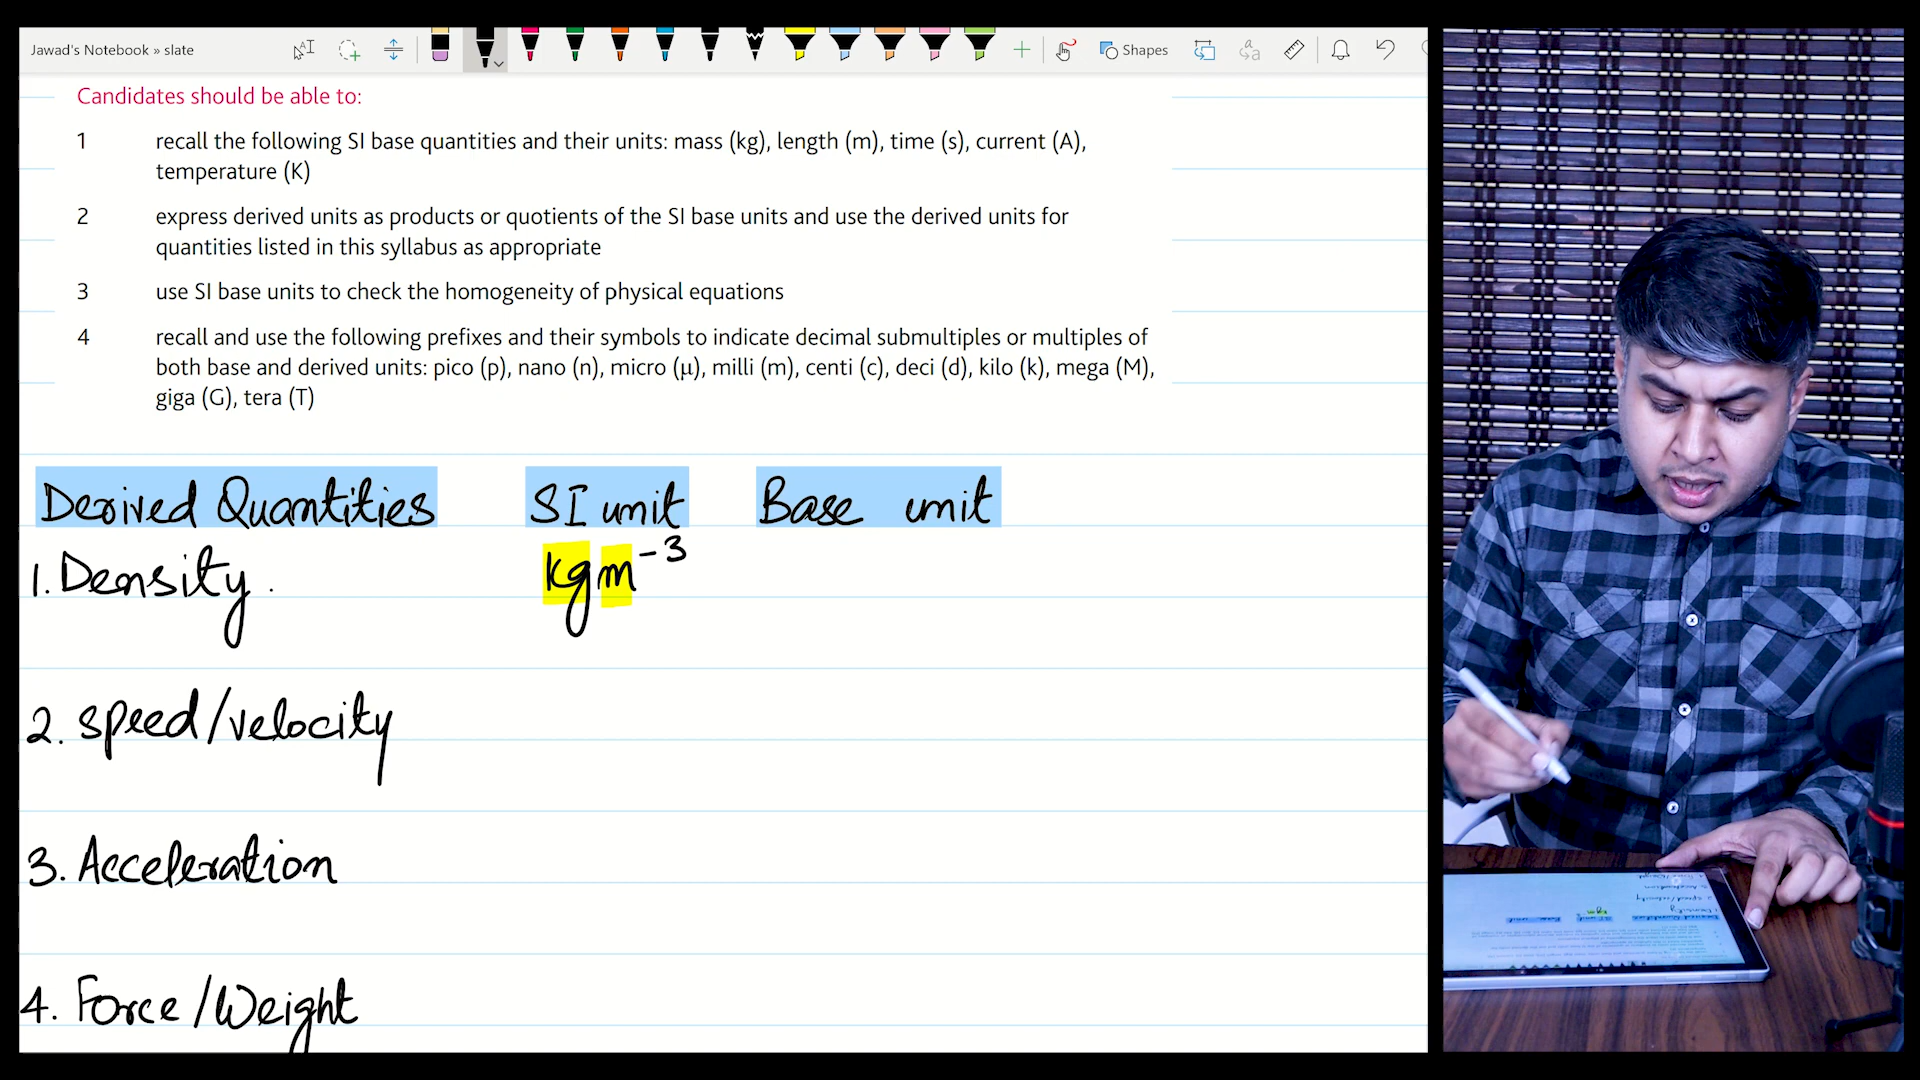 Jawad's Notebook » slate
Shapes
Candidates should be able to:
1 recall the following SI base quantities and their units: mass (kg), length (m), time (s), current (A),
temperature (K)
2 express derived units as products or quotients of the SI base units and use the derived units for
quantities listed in this syllabus as appropriate
3 use SI base units to check the homogeneity of physical equations
4 recall and use the following prefixes and their symbols to indicate decimal submultiples or multiples of
both base and derived units: pico (p), nano (n), micro (μ), milli (m), centi (c), deci (d), kilo (k), mega (M),
giga (G), tera (T)
Derived Quantities SI unit Base unit
1. Density. kgm⁻³
2. speed/velocity
3. Acceleration
4. Force/Weight